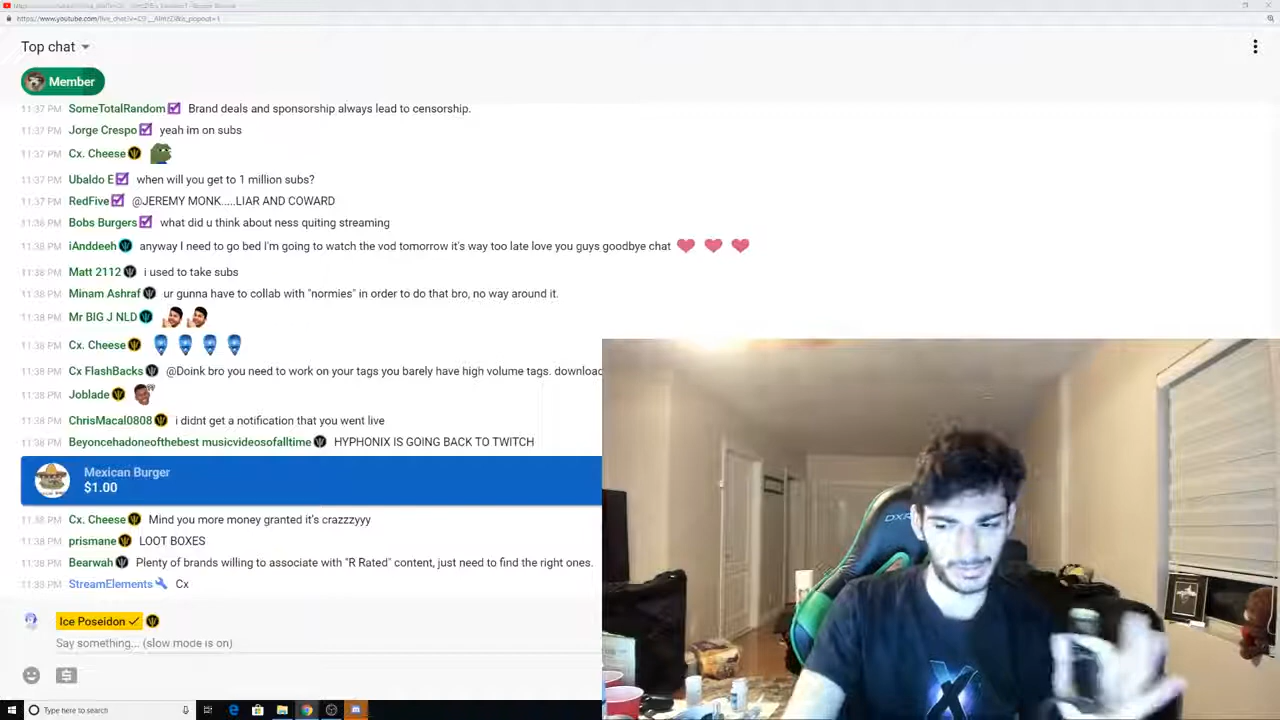 https://www.youtube.com/live_chat?v=
Top chat
Member
11:37 PM SomeTotalRandom Brand deals and sponsorship always lead to censorship.
11:37 PM Jorge Crespo yeah im on subs
11:37 PM Cx. Cheese
11:37 PM Ubaldo E when will you get to 1 million subs?
11:37 PM RedFive @JEREMY MONK.....LIAR AND COWARD
11:38 PM Bobs Burgers what did u think about ness quiting streaming
11:38 PM iAnddeeh anyway I need to go bed I'm going to watch the vod tomorrow it's way too late love you guys goodbye chat
11:38 PM Matt 2112 i used to take subs
11:38 PM Minam Ashraf ur gunna have to collab with "normies" in order to do that bro, no way around it.
11:38 PM Mr BIG J NLD
11:38 PM Cx. Cheese
11:38 PM Cx FlashBacks @Doink bro you need to work on your tags you barely have high volume tags. downloac
11:38 PM Joblade
11:38 PM ChrisMacal0808 i didnt get a notification that you went live
11:38 PM Beyoncehadoneofthebest musicvideosofalltime HYPHONIX IS GOING BACK TO TWITCH
Mexican Burger
$1.00
11:38 PM Cx. Cheese Mind you more money granted it's crazzzyyy
11:38 PM prismane LOOT BOXES
11:38 PM Bearwah Plenty of brands willing to associate with "R Rated" content, just need to find the right ones.
11:38 PM StreamElements Cx
Ice Poseidon
Say something... (slow mode is on)
Type here to search
DXR